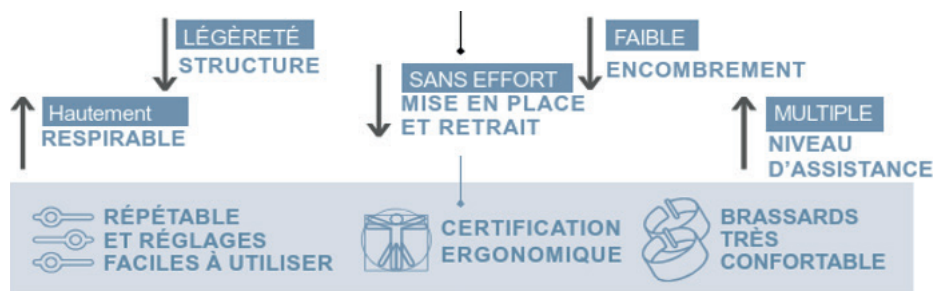 LÉGÈRETÉ
STRUCTURE
FAIBLE
ENCOMBREMENT
SANS EFFORT
MISE EN PLACE
ET RETRAIT
Hautement
RESPIRABLE
MULTIPLE
NIVEAU
D'ASSISTANCE
RÉPÉTABLE
ET RÉGLAGES
FACILES À UTILISER
CERTIFICATION
ERGONOMIQUE
BRASSARDS
TRÈS
CONFORTABLE